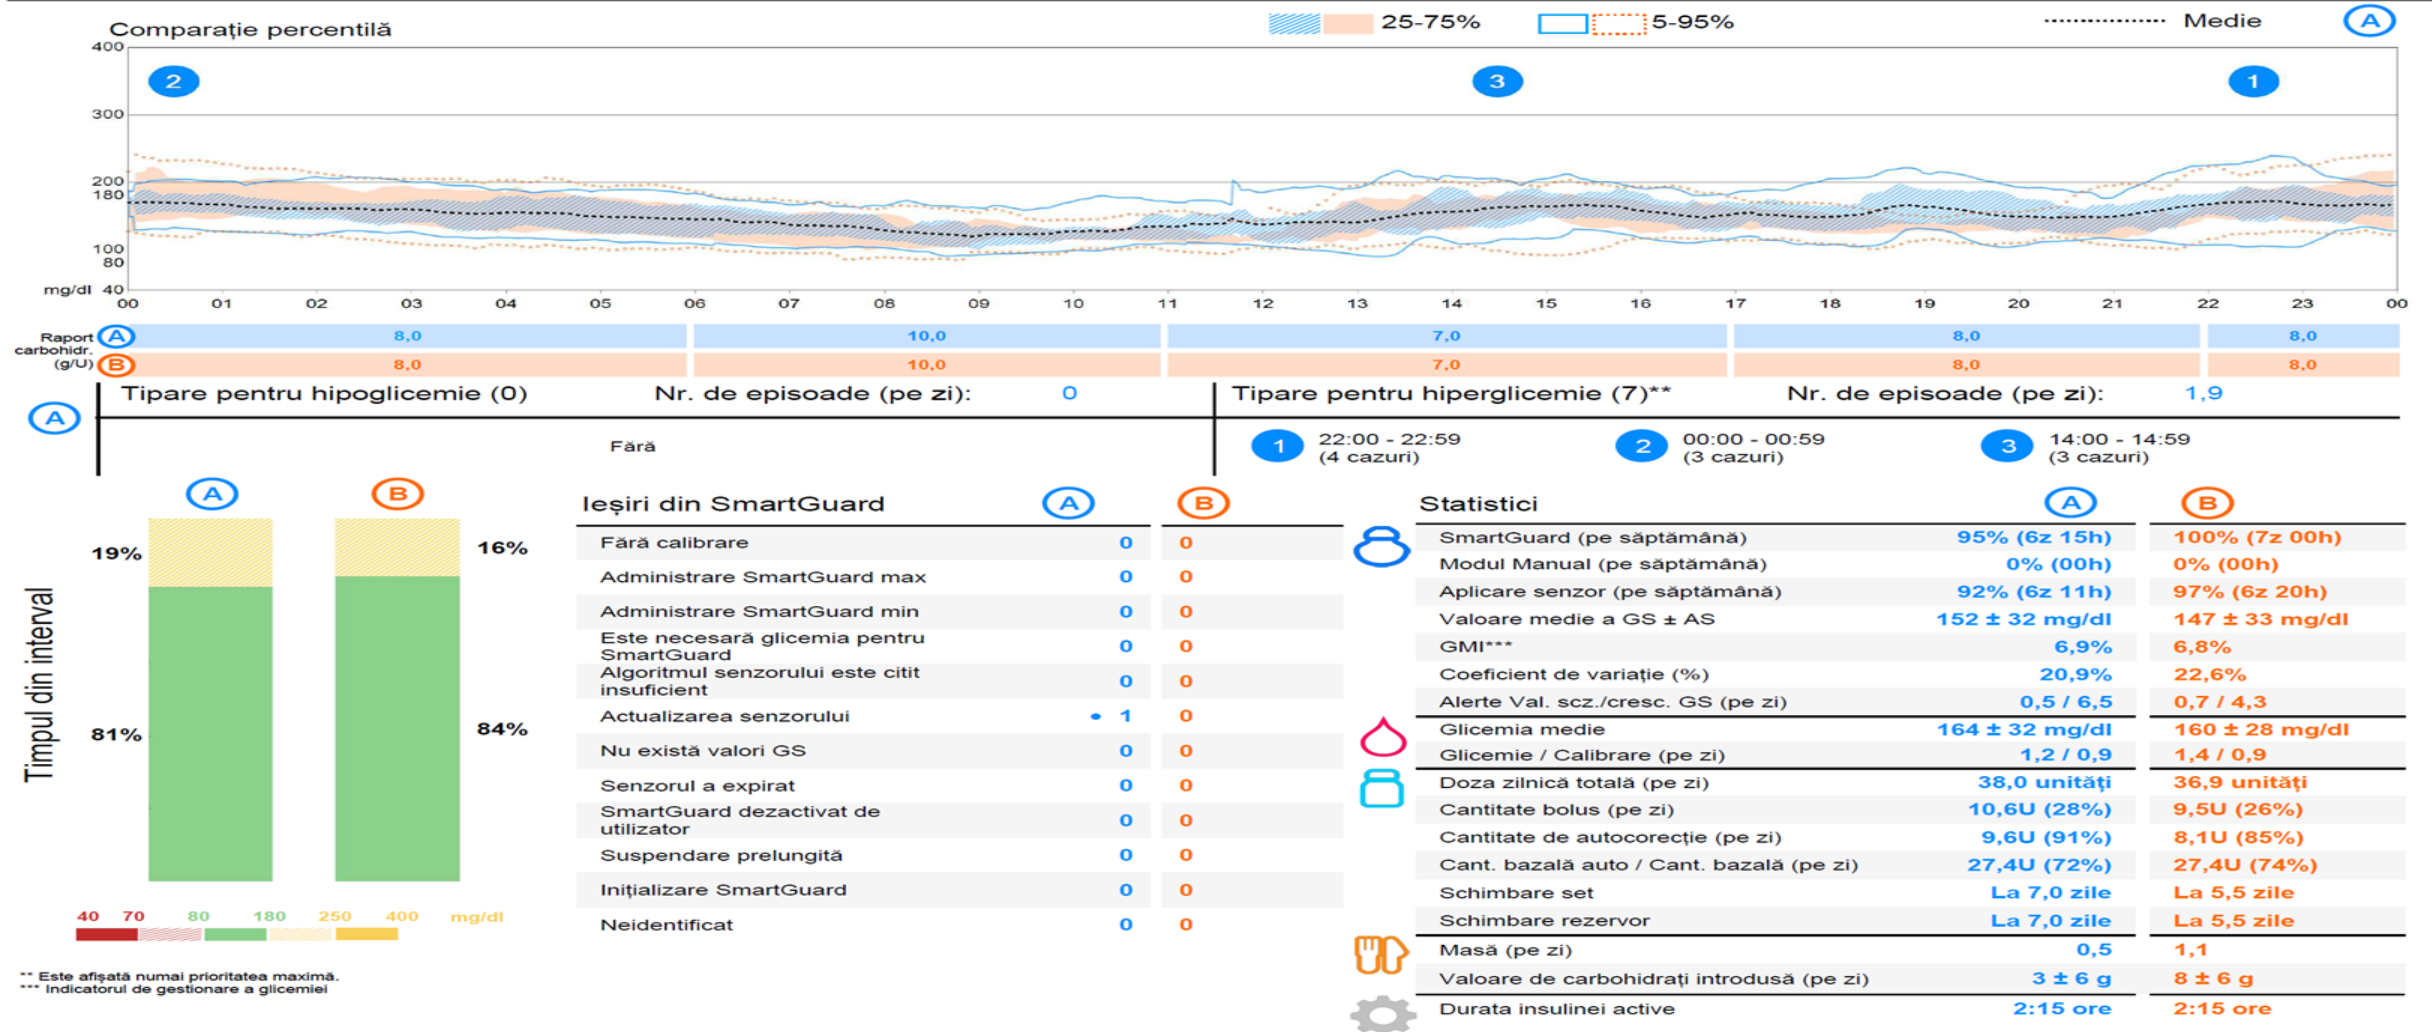 Comparație percentilă
25-75%
5-95%
Medie
A
400
300
200
180
100
80
mg/dl 40
2
3
1
00 01 02 03 04 05 06 07 08 09 10 11 12 13 14 15 16 17 18 19 20 21 22 23 00
Raport carbohidr. (g/U)
A 8,0 10,0 7,0 8,0 8,0
B 8,0 10,0 7,0 8,0 8,0
A
Tipare pentru hipoglicemie (0) Nr. de episoade (pe zi): 0
Fără
Tipare pentru hiperglicemie (7)** Nr. de episoade (pe zi): 1,9
1 22:00 - 22:59 (4 cazuri)
2 00:00 - 00:59 (3 cazuri)
3 14:00 - 14:59 (3 cazuri)
Timpul din interval
A B
19% 16%
81% 84%
40 70 80 180 250 400 mg/dl
** Este afișată numai prioritatea maximă.
*** Indicatorul de gestionare a glicemiei
Ieșiri din SmartGuard A B
Fără calibrare 0 0
Administrare SmartGuard max 0 0
Administrare SmartGuard min 0 0
Este necesară glicemia pentru SmartGuard 0 0
Algoritmul senzorului este citit insuficient 0 0
Actualizarea senzorului • 1 0
Nu există valori GS 0 0
Senzorul a expirat 0 0
SmartGuard dezactivat de utilizator 0 0
Suspendare prelungită 0 0
Inițializare SmartGuard 0 0
Neidentificat 0 0
Statistici A B
SmartGuard (pe săptămână) 95% (6z 15h) 100% (7z 00h)
Modul Manual (pe săptămână) 0% (00h) 0% (00h)
Aplicare senzor (pe săptămână) 92% (6z 11h) 97% (6z 20h)
Valoare medie a GS ± AS 152 ± 32 mg/dl 147 ± 33 mg/dl
GMI*** 6,9% 6,8%
Coeficient de variație (%) 20,9% 22,6%
Alerte Val. scz./cresc. GS (pe zi) 0,5 / 6,5 0,7 / 4,3
Glicemia medie 164 ± 32 mg/dl 160 ± 28 mg/dl
Glicemie / Calibrare (pe zi) 1,2 / 0,9 1,4 / 0,9
Doza zilnică totală (pe zi) 38,0 unități 36,9 unități
Cantitate bolus (pe zi) 10,6U (28%) 9,5U (26%)
Cantitate de autocorecție (pe zi) 9,6U (91%) 8,1U (85%)
Cant. bazală auto / Cant. bazală (pe zi) 27,4U (72%) 27,4U (74%)
Schimbare set La 7,0 zile La 5,5 zile
Schimbare rezervor La 7,0 zile La 5,5 zile
Masă (pe zi) 0,5 1,1
Valoare de carbohidrați introdusă (pe zi) 3 ± 6 g 8 ± 6 g
Durata insulinei active 2:15 ore 2:15 ore